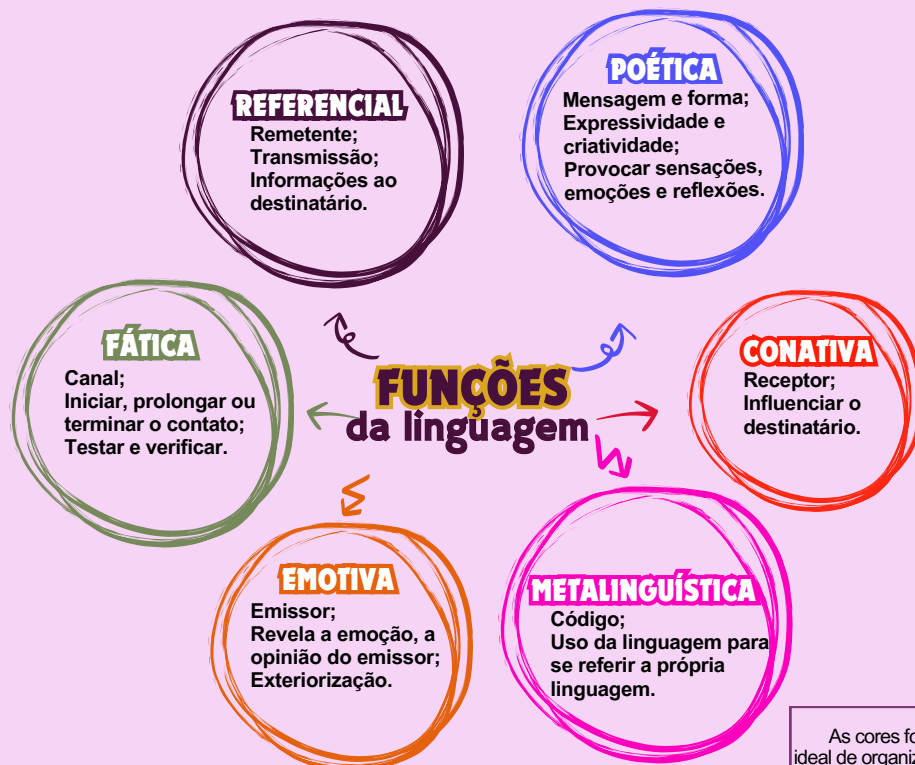 REFERENCIAL
Remetente;
Transmissão;
Informações ao
destinatário.
POÉTICA
Mensagem e forma;
Expressividade e
criatividade;
Provocar sensações,
emoções e reflexões.
FÁTICA
Canal;
Iniciar, prolongar ou
terminar o contato;
Testar e verificar.
FUNÇÕES
da linguagem
CONATIVA
Receptor;
Influenciar o
destinatário.
EMOTIVA
Emissor;
Revela a emoção, a
opinião do emissor;
Exteriorização.
METALINGUÍSTICA
Código;
Uso da linguagem para
se referir a própria
linguagem.
As cores
ideal de